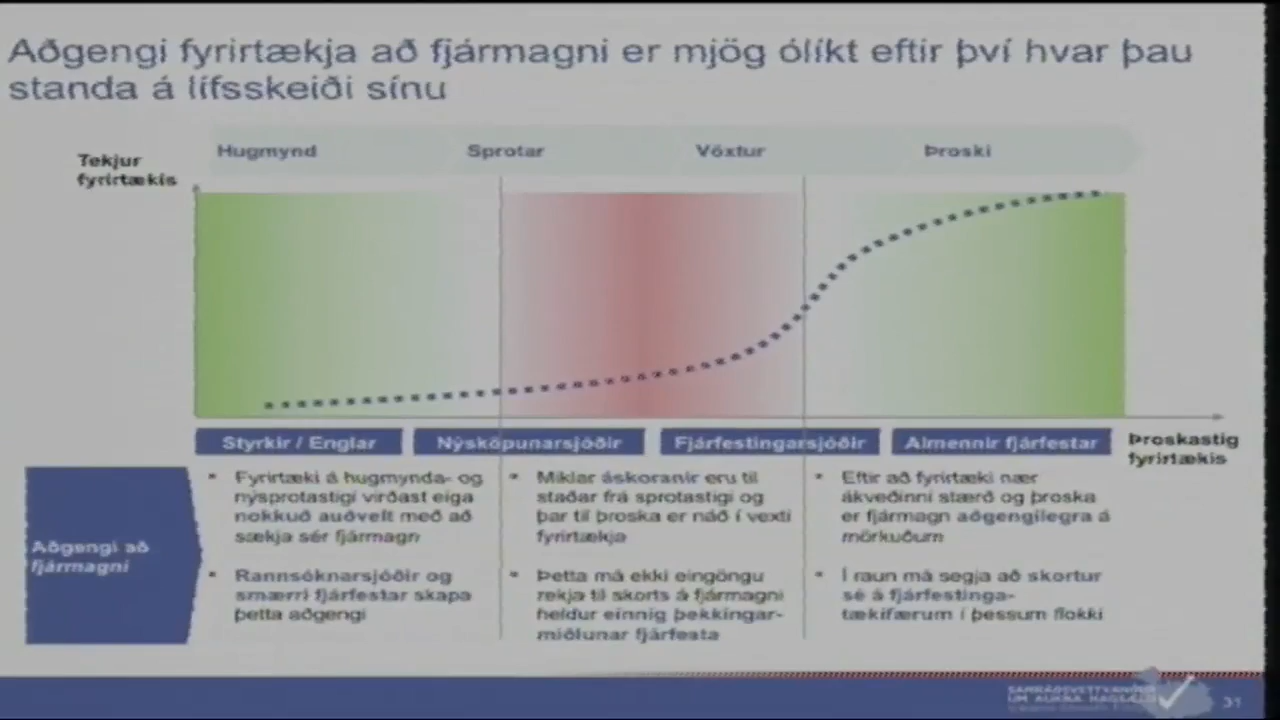 Aðgengi fyrirtækja að fjármagni er mjög ólíkt eftir því hvar þau
standa á lífsskeiði sínu
Hugmynd
Sprotar
Vöxtur
Þroski
Tekjur
fyrirtækis
Styrkir / Englar
Nýsköpunarsjóðir
Fjárfestingarsjóðir
Almennir fjárfestar
Þroskastig
fyrirtækis
Aðgengi að
fjármagni
• Fyrirtæki á hugmynda- og
nýsprotastigi virðast eiga
nokkuð auðvelt með að
sækja sér fjármagn
• Rannsóknarsjóðir og
smærri fjárfestar skapa
þetta aðgengi
• Miklar áskoranir eru til
staðar frá sprotastigi og
þar til þroska er náð í vexti
fyrirtækja
• Þetta má ekki eingöngu
rekja til skorts á fjármagni
heldur einnig þekkingar-
miðlunar fjárfesta
• Eftir að fyrirtæki nær
ákveðinni stærð og þroska
er fjármagn aðgengilegra á
mörkuðum
• Í raun má segja að skortur
sé á fjárfestinga-
tækifærum í þessum flokki
SAMRÁÐSVETTVANGUR
UM AUKNA HAGSÆLD
31